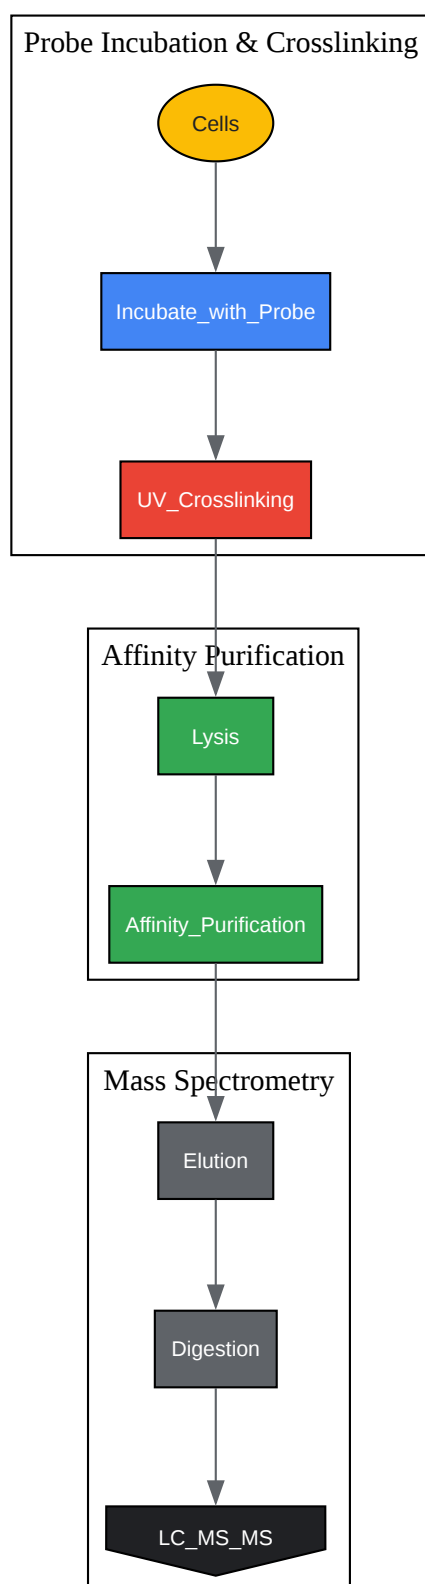 Probe Incubation & Crosslinking
Cells
Incubate_with_Probe
UV_Crosslinking
Affinity Purification
Lysis
Affinity_Purification
Mass Spectrometry
Elution
Digestion
LC_MS_MS